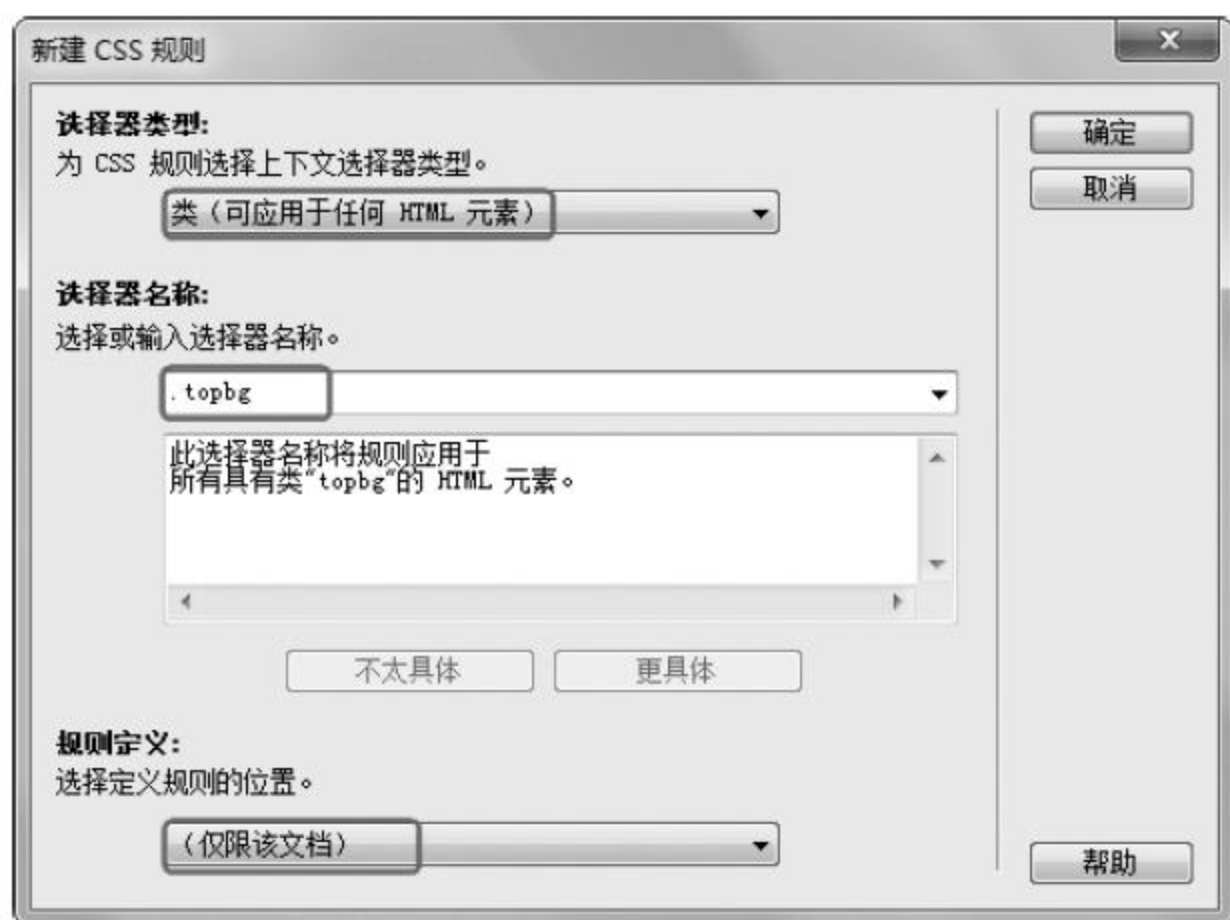 新建 CSS 规则
选择器类型:
为 CSS 规则选择上下文选择器类型。
类（可应用于任何 HTML 元素）
选择器名称:
选择或输入选择器名称。
.topbg
此选择器名称将规则应用于
所有具有类“topbg”的 HTML 元素。
不太具体
更具体
规则定义:
选择定义规则的位置。
（仅限该文档）
确定
取消
帮助